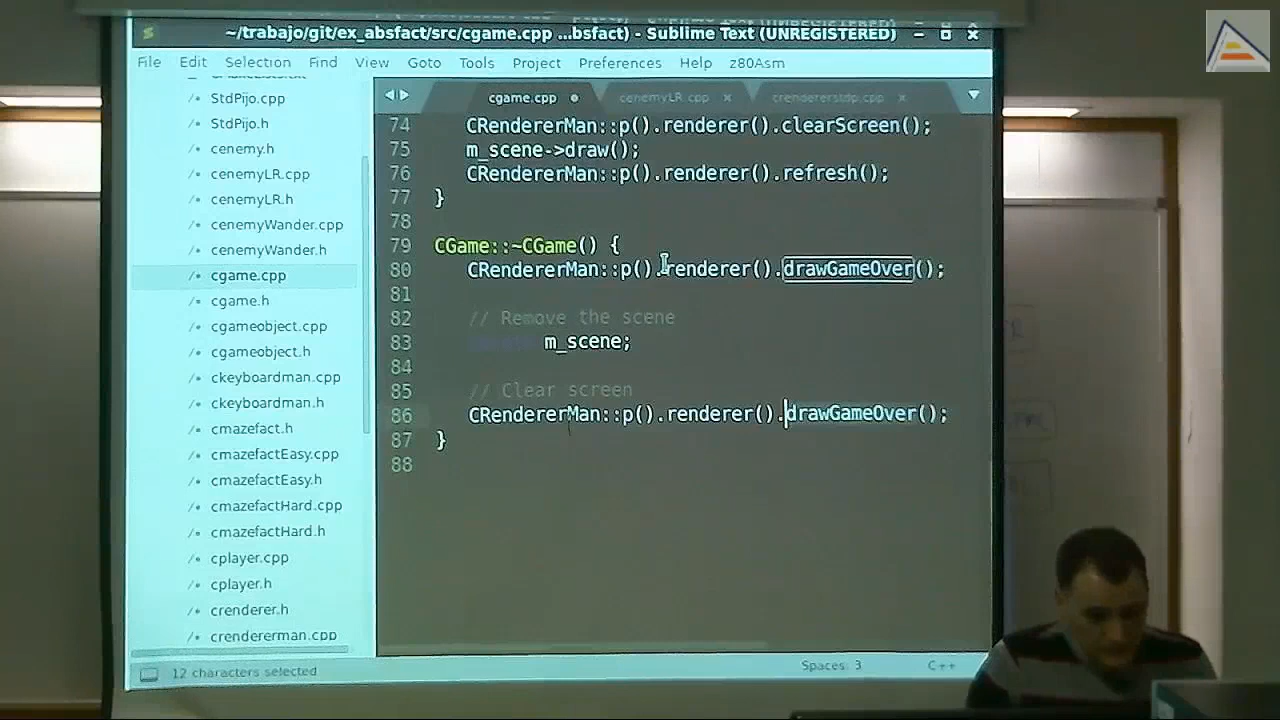 ~/trabajo/git/ex_absfact/src/cgame.cpp ...bsfact) - Sublime Text (UNREGISTERED)
File Edit Selection Find View Goto Tools Project Preferences Help z80Asm
StdPijo.cpp
StdPijo.h
cenemy.h
cenemyLR.cpp
cenemyLR.h
cenemyWander.cpp
cenemyWander.h
cgame.cpp
cgame.h
cgameobject.cpp
cgameobject.h
ckeyboardman.cpp
ckeyboardman.h
cmazefact.h
cmazefactEasy.cpp
cmazefactEasy.h
cmazefactHard.cpp
cmazefactHard.h
cplayer.cpp
cplayer.h
crenderer.h
crendererman.cpp
cgame.cpp cenemyLR.cpp crendererstdp.cpp
74 CRendererMan::p().renderer().clearScreen();
75 m_scene->draw();
76 CRendererMan::p().renderer().refresh();
77 }
78
79 CGame::~CGame() {
80 CRendererMan::p().renderer().drawGameOver();
81
82 // Remove the scene
83 delete m_scene;
84
85 // Clear screen
86 CRendererMan::p().renderer().drawGameOver();
87 }
88
12 characters selected Spaces: 3 C++